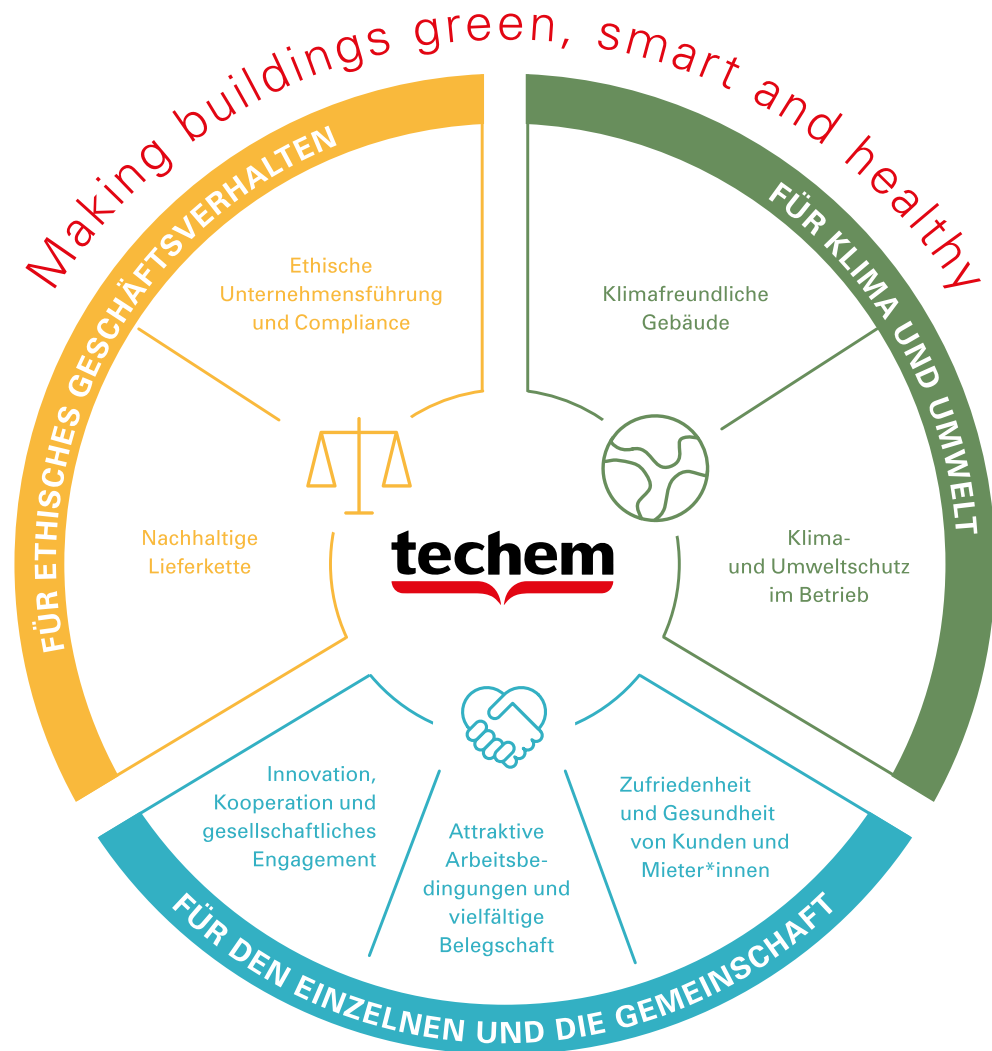 Making buildings green, smart and healthy
FÜR ETHISCHES GESCHÄFTSVERHALTEN
Ethische
Unternehmensführung
und Compliance
Nachhaltige
Lieferkette
FÜR KLIMA UND UMWELT
Klimafreundliche
Gebäude
Klima-
und Umweltschutz
im Betrieb
techem
Innovation,
Kooperation und
gesellschaftliches
Engagement
Attraktive
Arbeitsbe-
dingungen und
vielfältige
Belegschaft
Zufriedenheit
und Gesundheit
von Kunden und
Mieter*innen
FÜR DEN EINZELNEN UND DIE GEMEINSCHAFT